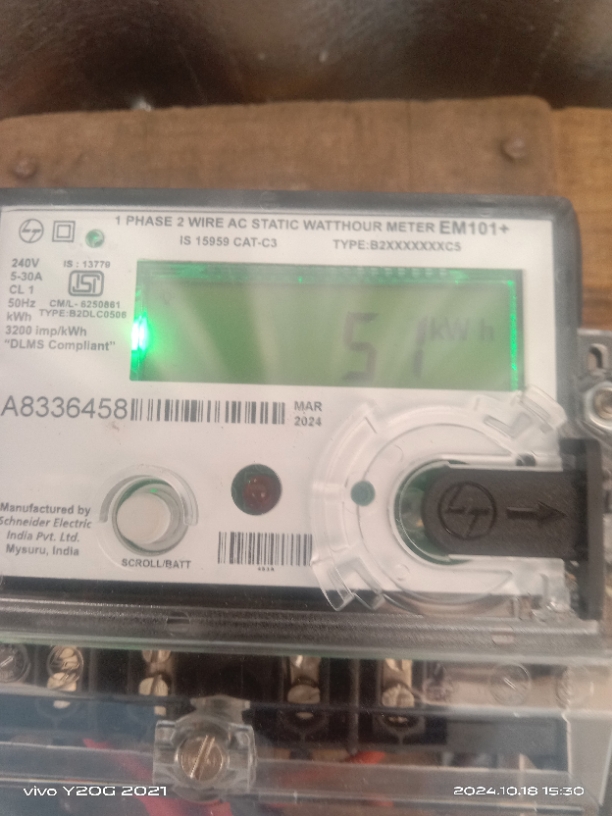 1 PHASE 2 WIRE AC STATIC WATTHOUR METER EM101+
IS 15959 CAT-C3 TYPE:B2XXXXXXXC5
240V
5-30A
CL 1
50Hz
kWh
3200 imp/kWh
"DLMS Compliant"
IS : 13779
ISI
CM/L- 6250861
TYPE:B2DLC0508
51 kWh
A8336458
MAR
2024
Manufactured by
Schneider Electric
India Pvt. Ltd.
Mysuru, India
SCROLL/BATT
vivo Y20G 2021
2024.10.18 15:30